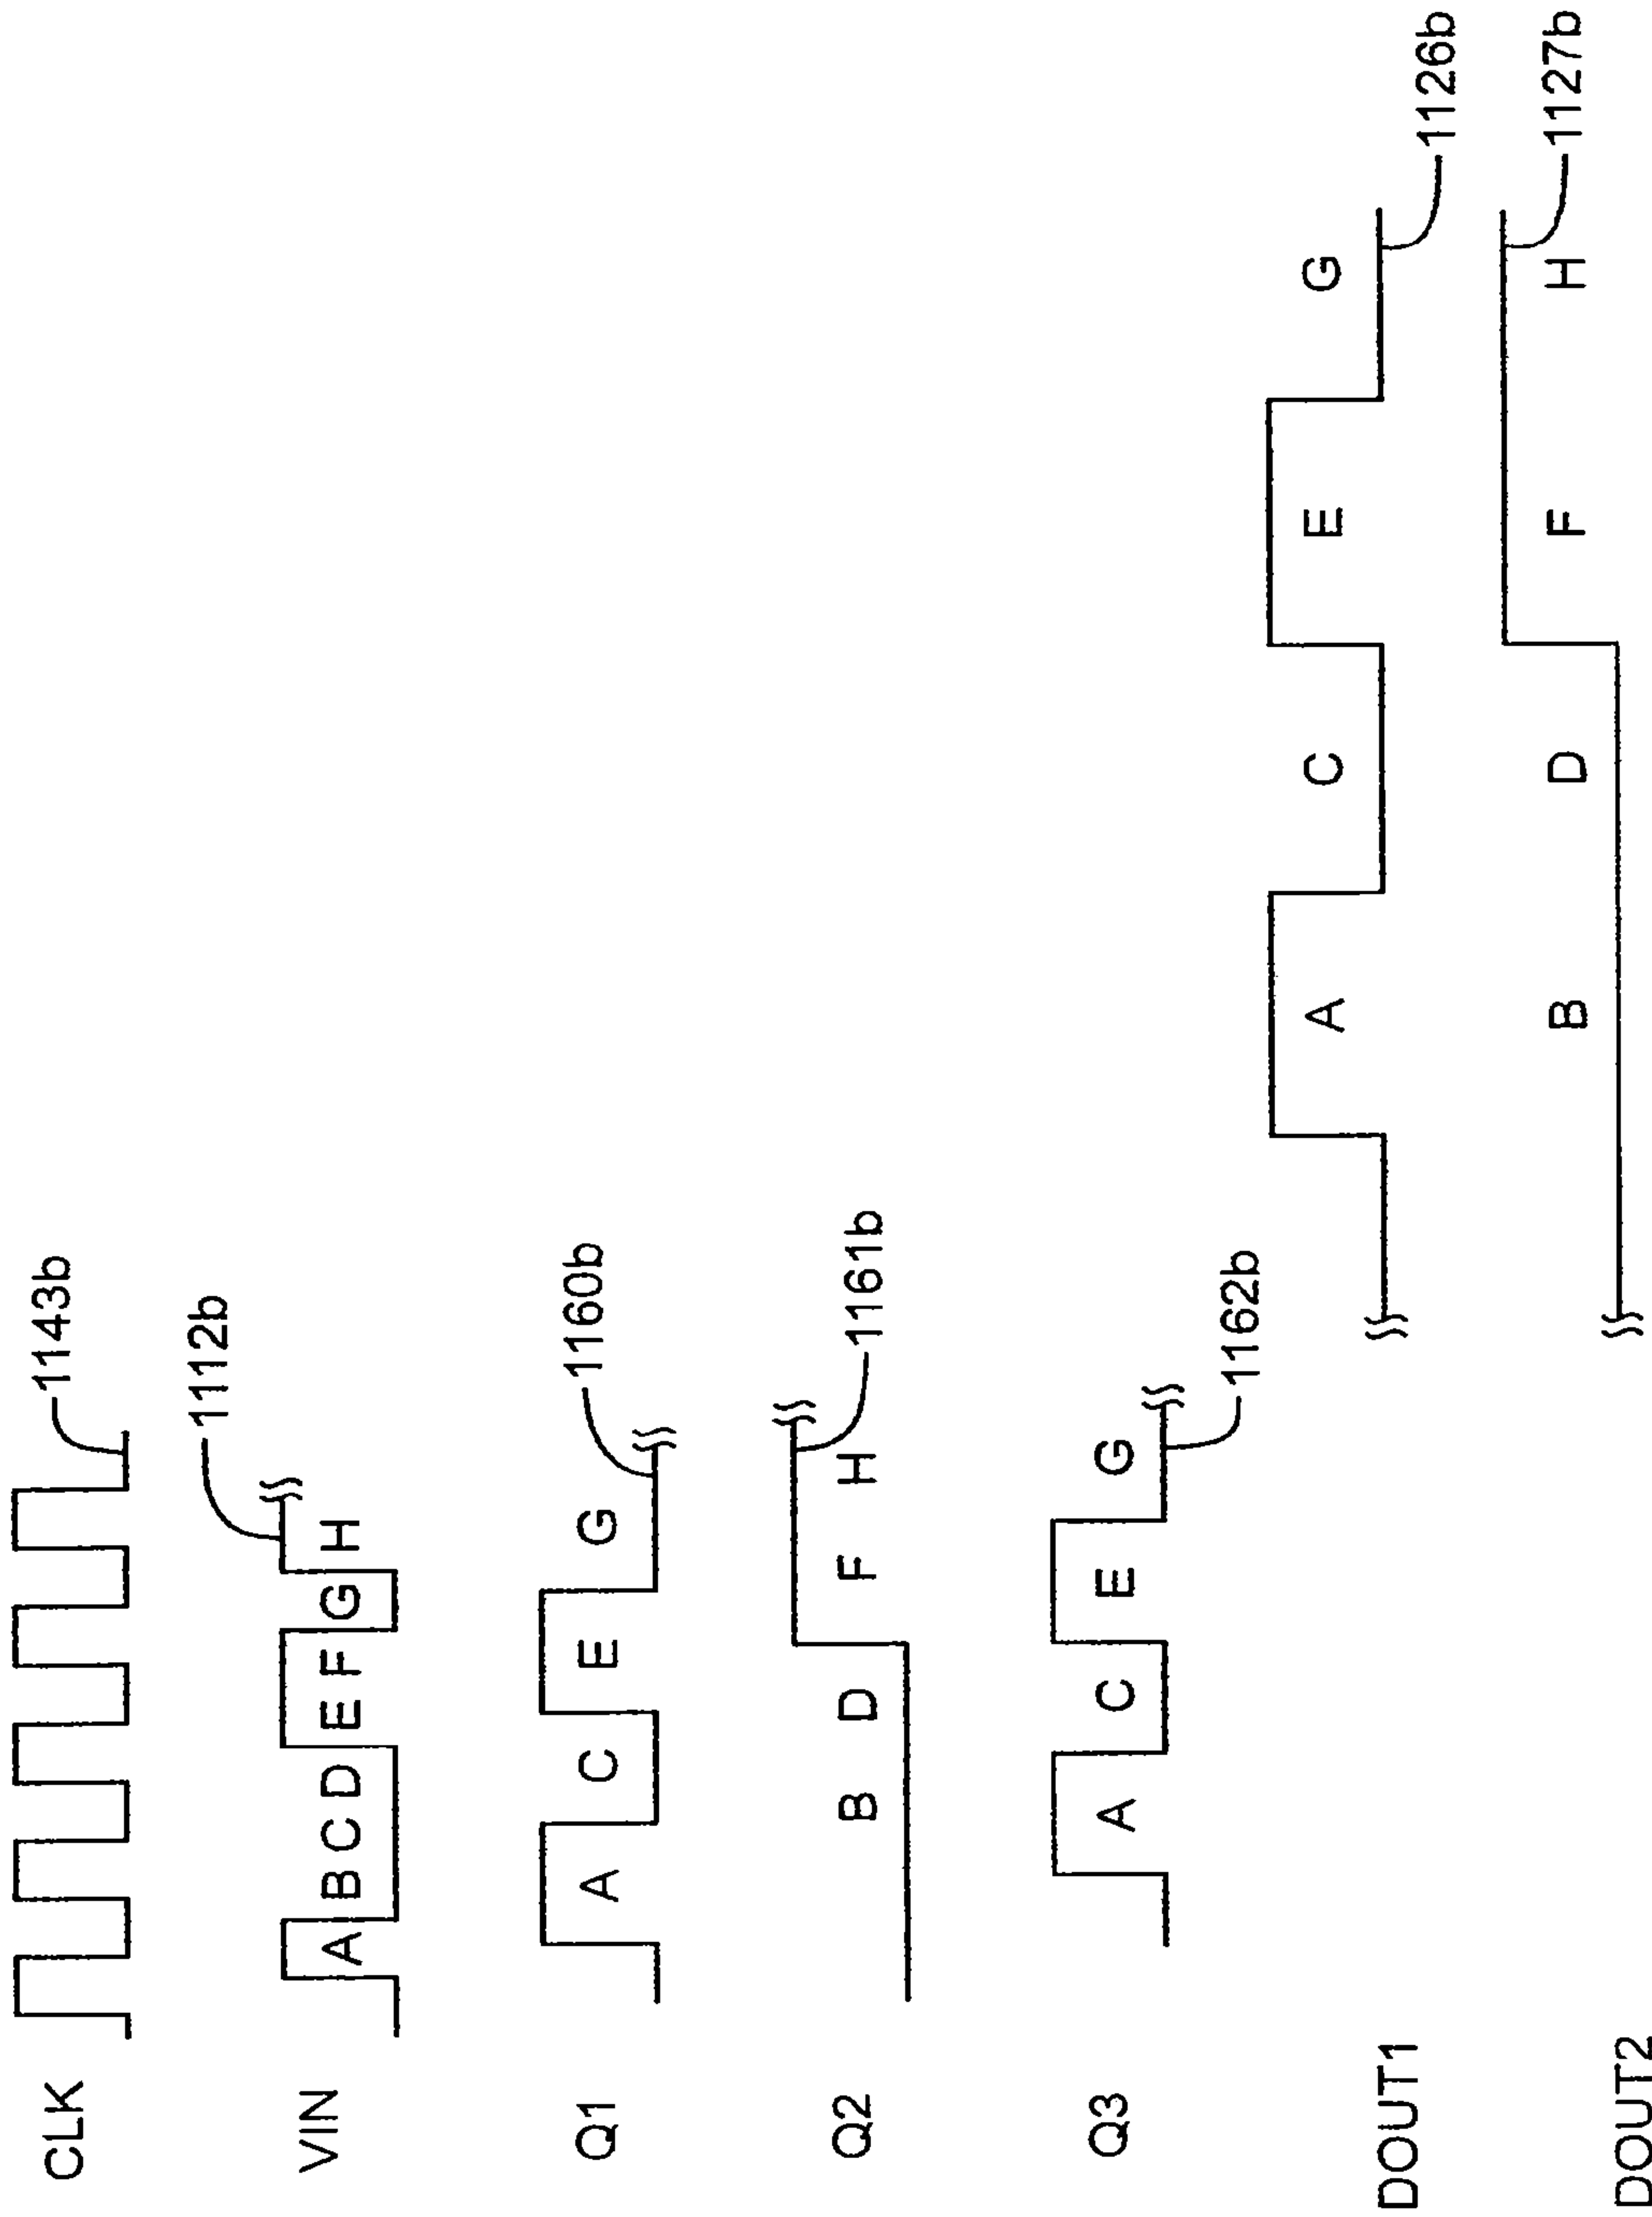 CLK
1143b
VIN
A B C D E F G H
1112b
Q1
A C E G
1160b
Q2
B D F H
1161b
Q3
A C E G
1162b
DOUT1
A C E G
1126b
DOUT2
B D F H
1127b